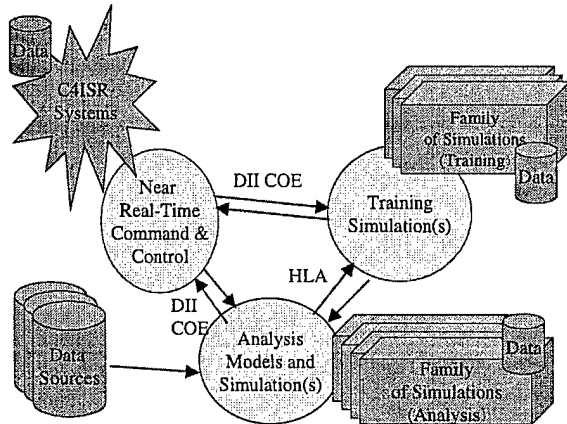 Data
C4ISR
Systems
Family
of Simulations
(Training)
Data
Near
Real-Time
Command &
Control
DII COE
Training
Simulation(s)
HLA
DII
COE
Data
Sources
Analysis
Models and
Simulation(s)
Data
Family
of Simulations
(Analysis)